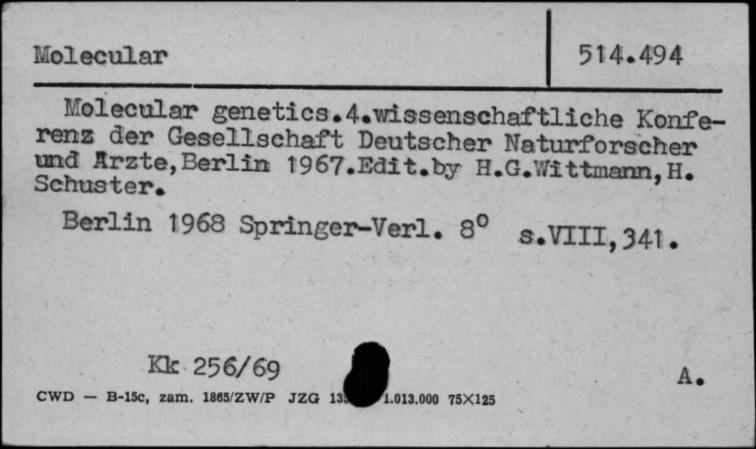 Molecular 514.494
Molecular genetics.4.wissenschaftliche Konfe-
renz der Gesellschaft Deutscher Naturforscher
und Arzte,Berlin 1967.Edit.by H.G.Wittmann,H.
Schuster.
Berlin 1968 Springer-Verl. 8° s.VIII,341.
Kk 256/69
A.
CWD — B-15c, zam. 1865/ZW/P JZG 1.013.000 75X125